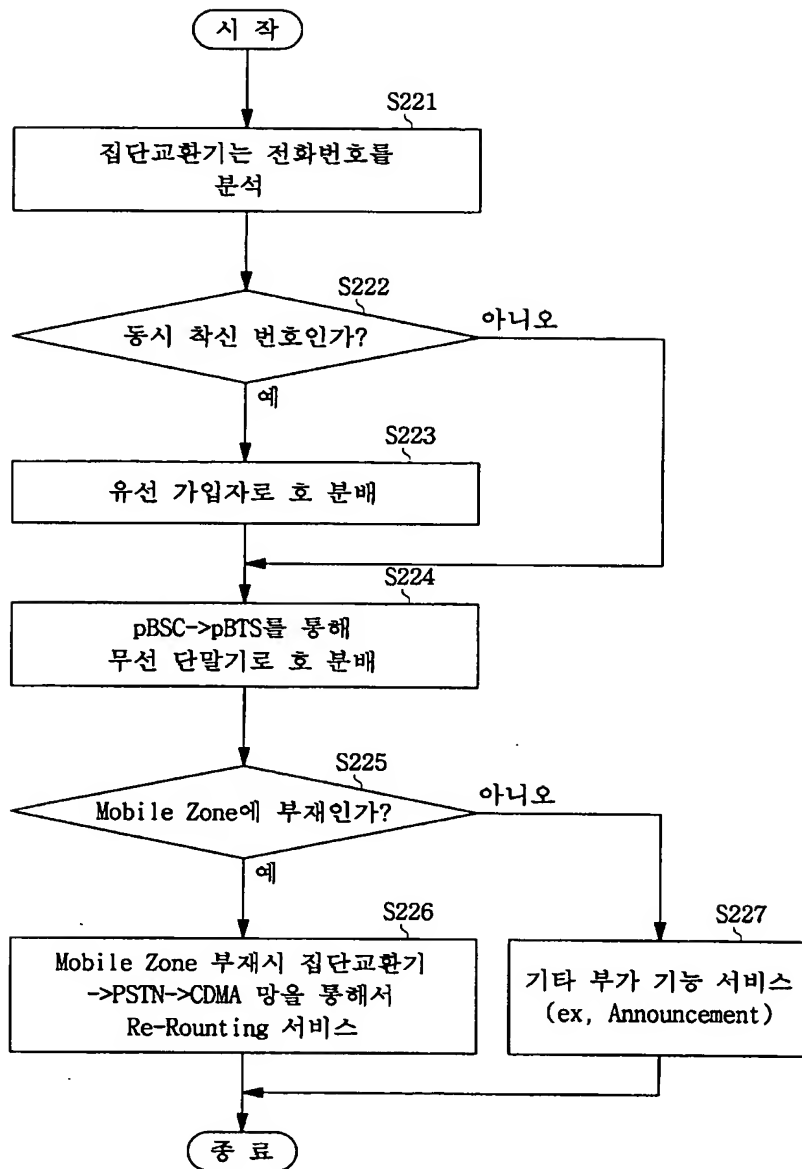 시 작
S221
집단교환기는 전화번호를
분석
S222
동시 착신 번호인가?
아니오
예
S223
유선 가입자로 호 분배
S224
pBSC->pBTS를 통해
무선 단말기로 호 분배
S225
Mobile Zone에 부재인가?
아니오
예
S226
Mobile Zone 부재시 집단교환기
->PSTN->CDMA 망을 통해서
Re-Rounting 서비스
S227
기타 부가 기능 서비스
(ex, Announcement)
종 료